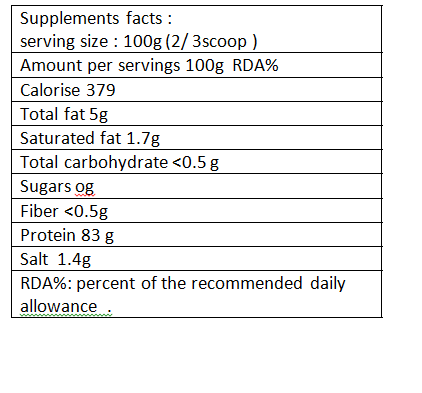 Supplements facts :
serving size : 100g (2/ 3scoop )
Amount per servings 100g  RDA%
Calorise 379
Total fat 5g
Saturated fat 1.7g
Total carbohydrate <0.5 g
Sugars og
Fiber <0.5g
Protein 83 g
Salt  1.4g
RDA%: percent of the recommended daily
allowance  .